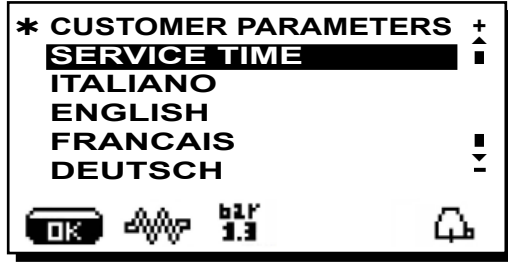 * CUSTOMER PARAMETERS +
SERVICE TIME
ITALIANO
ENGLISH
FRANCAIS
DEUTSCH -
OK bar
1.3